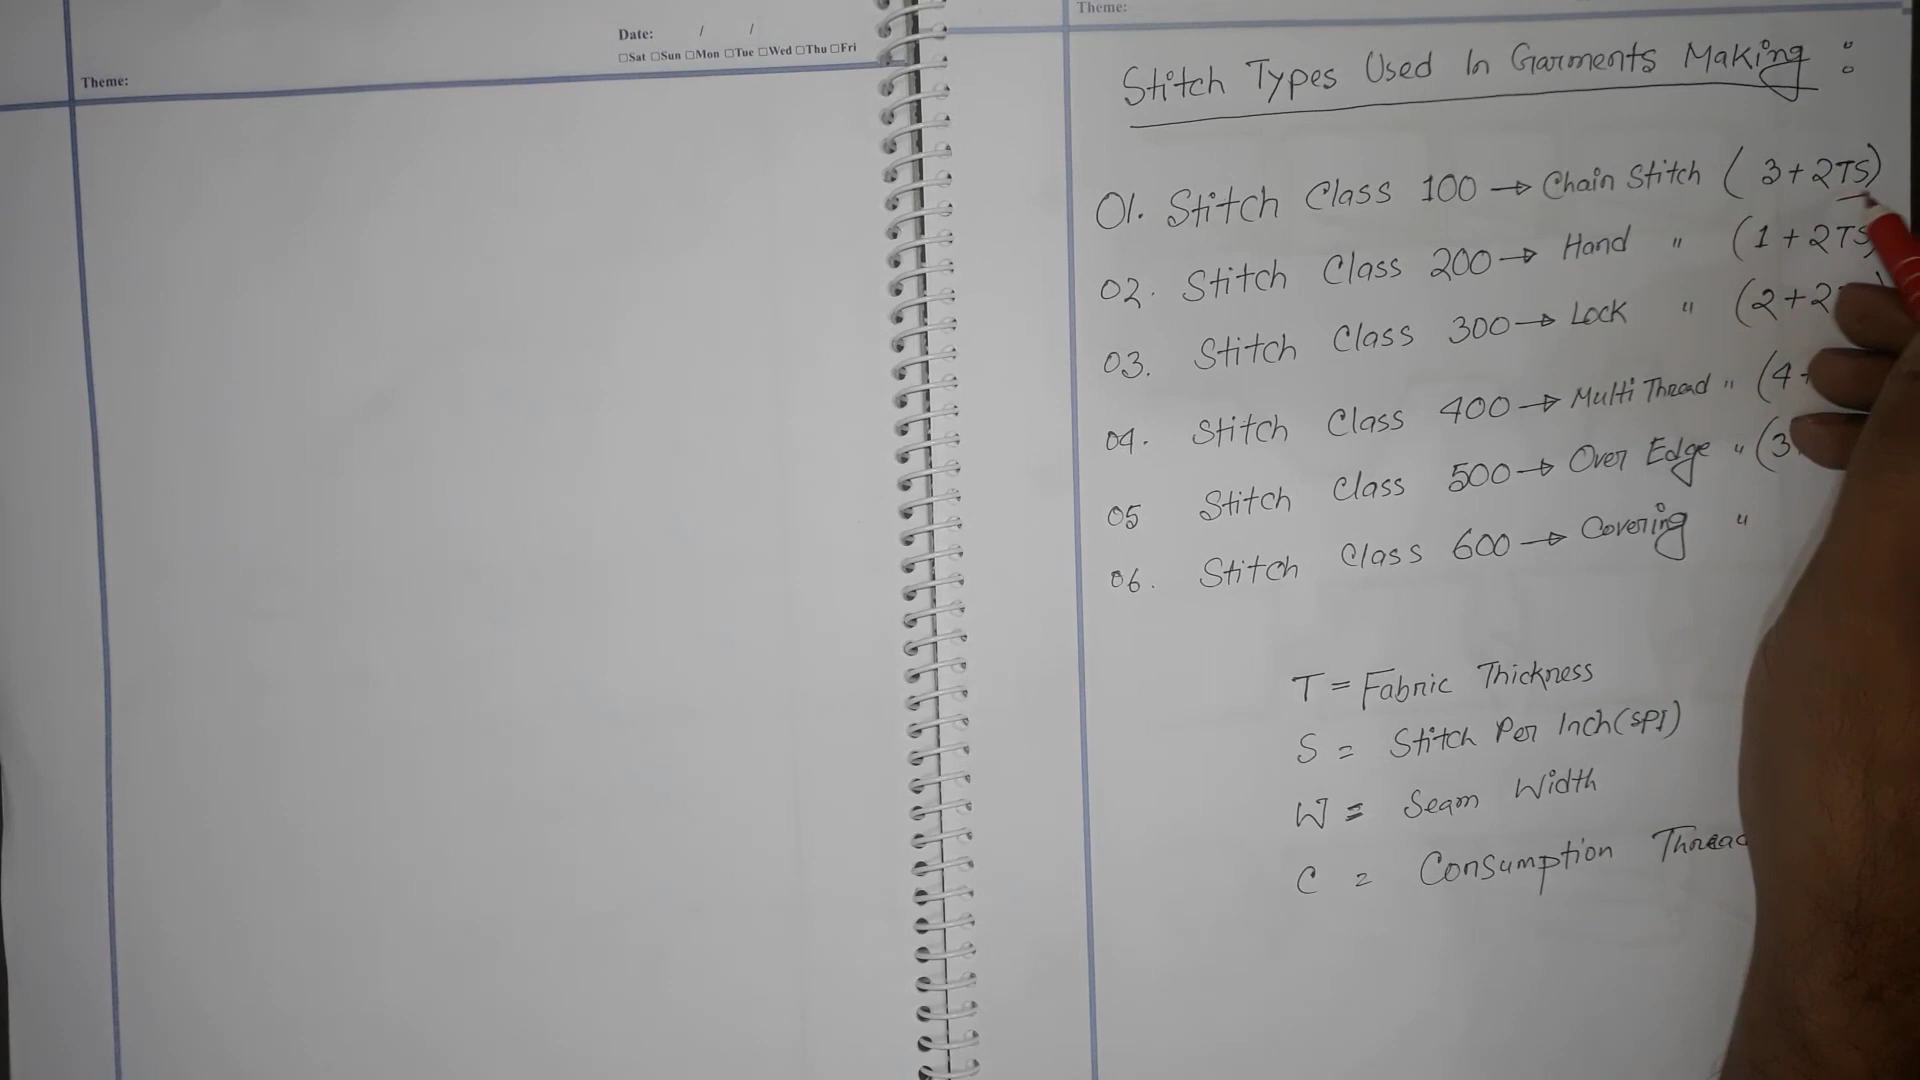 Date: / /
☐Sat ☐Sun ☐Mon ☐Tue ☐Wed ☐Thu ☐Fri
Theme:
Theme:
Stitch Types Used In Garments Making :
01. Stitch Class 100 → Chain Stitch (3+2TS)
02. Stitch Class 200 → Hand " (1+2TS)
03. Stitch Class 300 → Lock " (2+2
04. Stitch Class 400 → Multi Thread " (4+
05 Stitch Class 500 → Over Edge " (3
06. Stitch Class 600 → Covering "
T = Fabric Thickness
S = Stitch Per Inch (SPI)
W = Seam Width
C = Consumption Thread